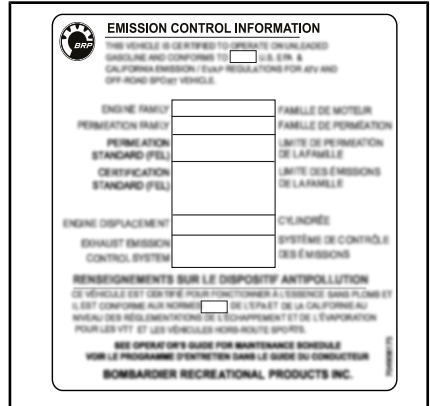 BRP
EMISSION CONTROL INFORMATION
THIS VEHICLE IS CERTIFIED TO OPERATE ON UNLEADED
GASOLINE AND CONFORMS TO U.S. EPA &
CALIFORNIA EMISSION / EVAP REGULATIONS FOR ATV AND
OFF-ROAD SPORT VEHICLE.
ENGINE FAMILY FAMILLE DE MOTEUR
PERMEATION FAMILY FAMILLE DE PERMÉATION
PERMEATION LIMITE DE PERMÉATION
STANDARD (FEL) DE LA FAMILLE
CERTIFICATION LIMITE DES ÉMISSIONS
STANDARD (FEL) DE LA FAMILLE
ENGINE DISPLACEMENT CYLINDRÉE
EXHAUST EMISSION SYSTÈME DE CONTRÔLE
CONTROL SYSTEM DES ÉMISSIONS
RENSEIGNEMENTS SUR LE DISPOSITIF ANTIPOLLUTION
CE VÉHICULE EST CERTIFIÉ POUR FONCTIONNER À L'ESSENCE SANS PLOMB ET
IL EST CONFORME AUX NORMES DE L'EPA ET DE LA CALIFORNIE AU
NIVEAU DES RÉGLEMENTATIONS DE L'ÉCHAPPEMENT ET DE L'ÉVAPORATION
POUR LES VTT ET LES VÉHICULES HORS-ROUTE SPORTS.
SEE OPERATOR'S GUIDE FOR MAINTENANCE SCHEDULE
VOIR LE PROGRAMME D'ENTRETIEN DANS LE GUIDE DU CONDUCTEUR
BOMBARDIER RECREATIONAL PRODUCTS INC.